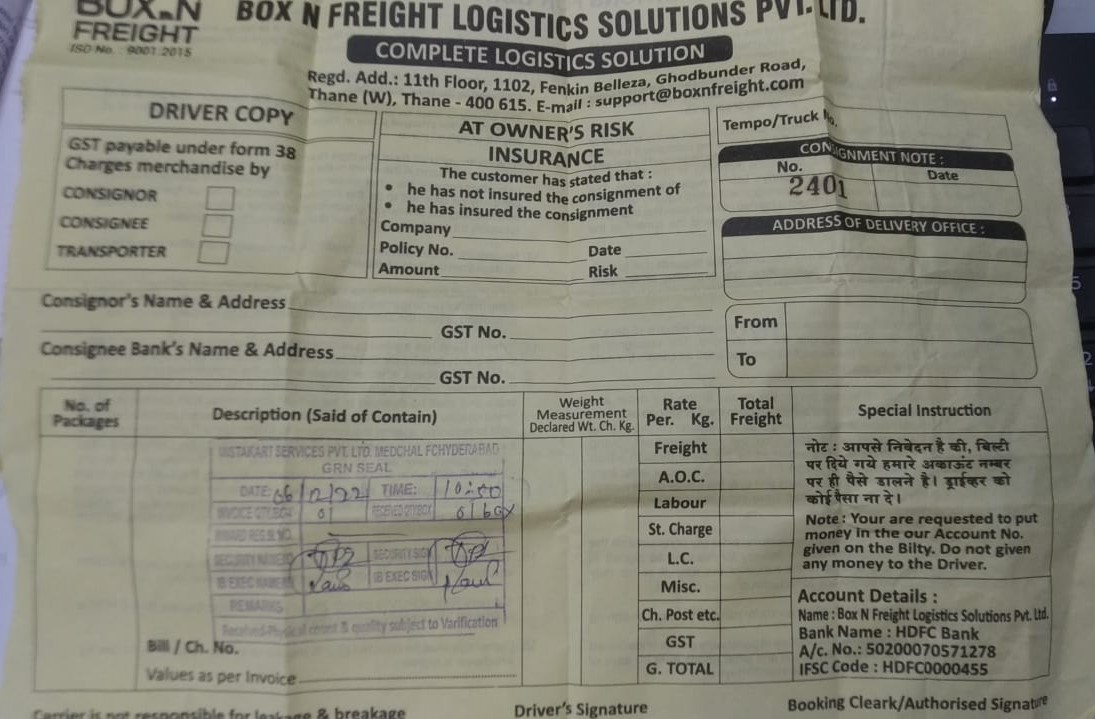 BOX N FREIGHT
ISO No. : 9001:2015
BOX N FREIGHT LOGISTICS SOLUTIONS PVT. LTD.
COMPLETE LOGISTICS SOLUTION
Regd. Add.: 11th Floor, 1102, Fenkin Belleza, Ghodbunder Road,
Thane (W), Thane - 400 615. E-mail : support@boxnfreight.com
DRIVER COPY
GST payable under form 38
Charges merchandise by
CONSIGNOR
CONSIGNEE
TRANSPORTER
AT OWNER'S RISK
INSURANCE
The customer has stated that :
• he has not insured the consignment of
• he has insured the consignment
Company
Policy No. Date
Amount Risk
Tempo/Truck No.
CONSIGNMENT NOTE :
No. Date
2401
ADDRESS OF DELIVERY OFFICE :
Consignor's Name & Address
GST No.
Consignee Bank's Name & Address
GST No.
From
To
No. of Packages
Description (Said of Contain)
Weight
Measurement
Declared Wt. Ch. Kg.
Rate
Per. Kg.
Total
Freight
Special Instruction
INSTAKART SERVICES PVT. LTD. MEDCHAL FCHYDERABAD
GRN SEAL
DATE: 06/12/22 TIME: 10:00
INVOICE QTY/BOX 01 RECEIVED QTY/BOX 01 box
INWARD REG.SL NO.
SECURITY NAME SECURITY SIGN
IB EXEC NAME IB EXEC SIGN
REMARKS
Received Physical count & quality subject to Varification
Bill / Ch. No.
Values as per Invoice
Freight
A.O.C.
Labour
St. Charge
L.C.
Misc.
Ch. Post etc.
GST
G. TOTAL
नोट : आपसे निवेदन है की, बिल्टी
पर दिये गये हमारे अकाऊंट नम्बर
पर ही पैसे डालने है। ड्राईव्हर को
कोई पैसा ना दे।
Note : Your are requested to put
money in the our Account No.
given on the Bilty. Do not given
any money to the Driver.
Account Details :
Name : Box N Freight Logistics Solutions Pvt. Ltd.
Bank Name : HDFC Bank
A/c. No.: 50200070571278
IFSC Code : HDFC0000455
Carrier is not responsible for leakage & breakage
Driver's Signature
Booking Cleark/Authorised Signature